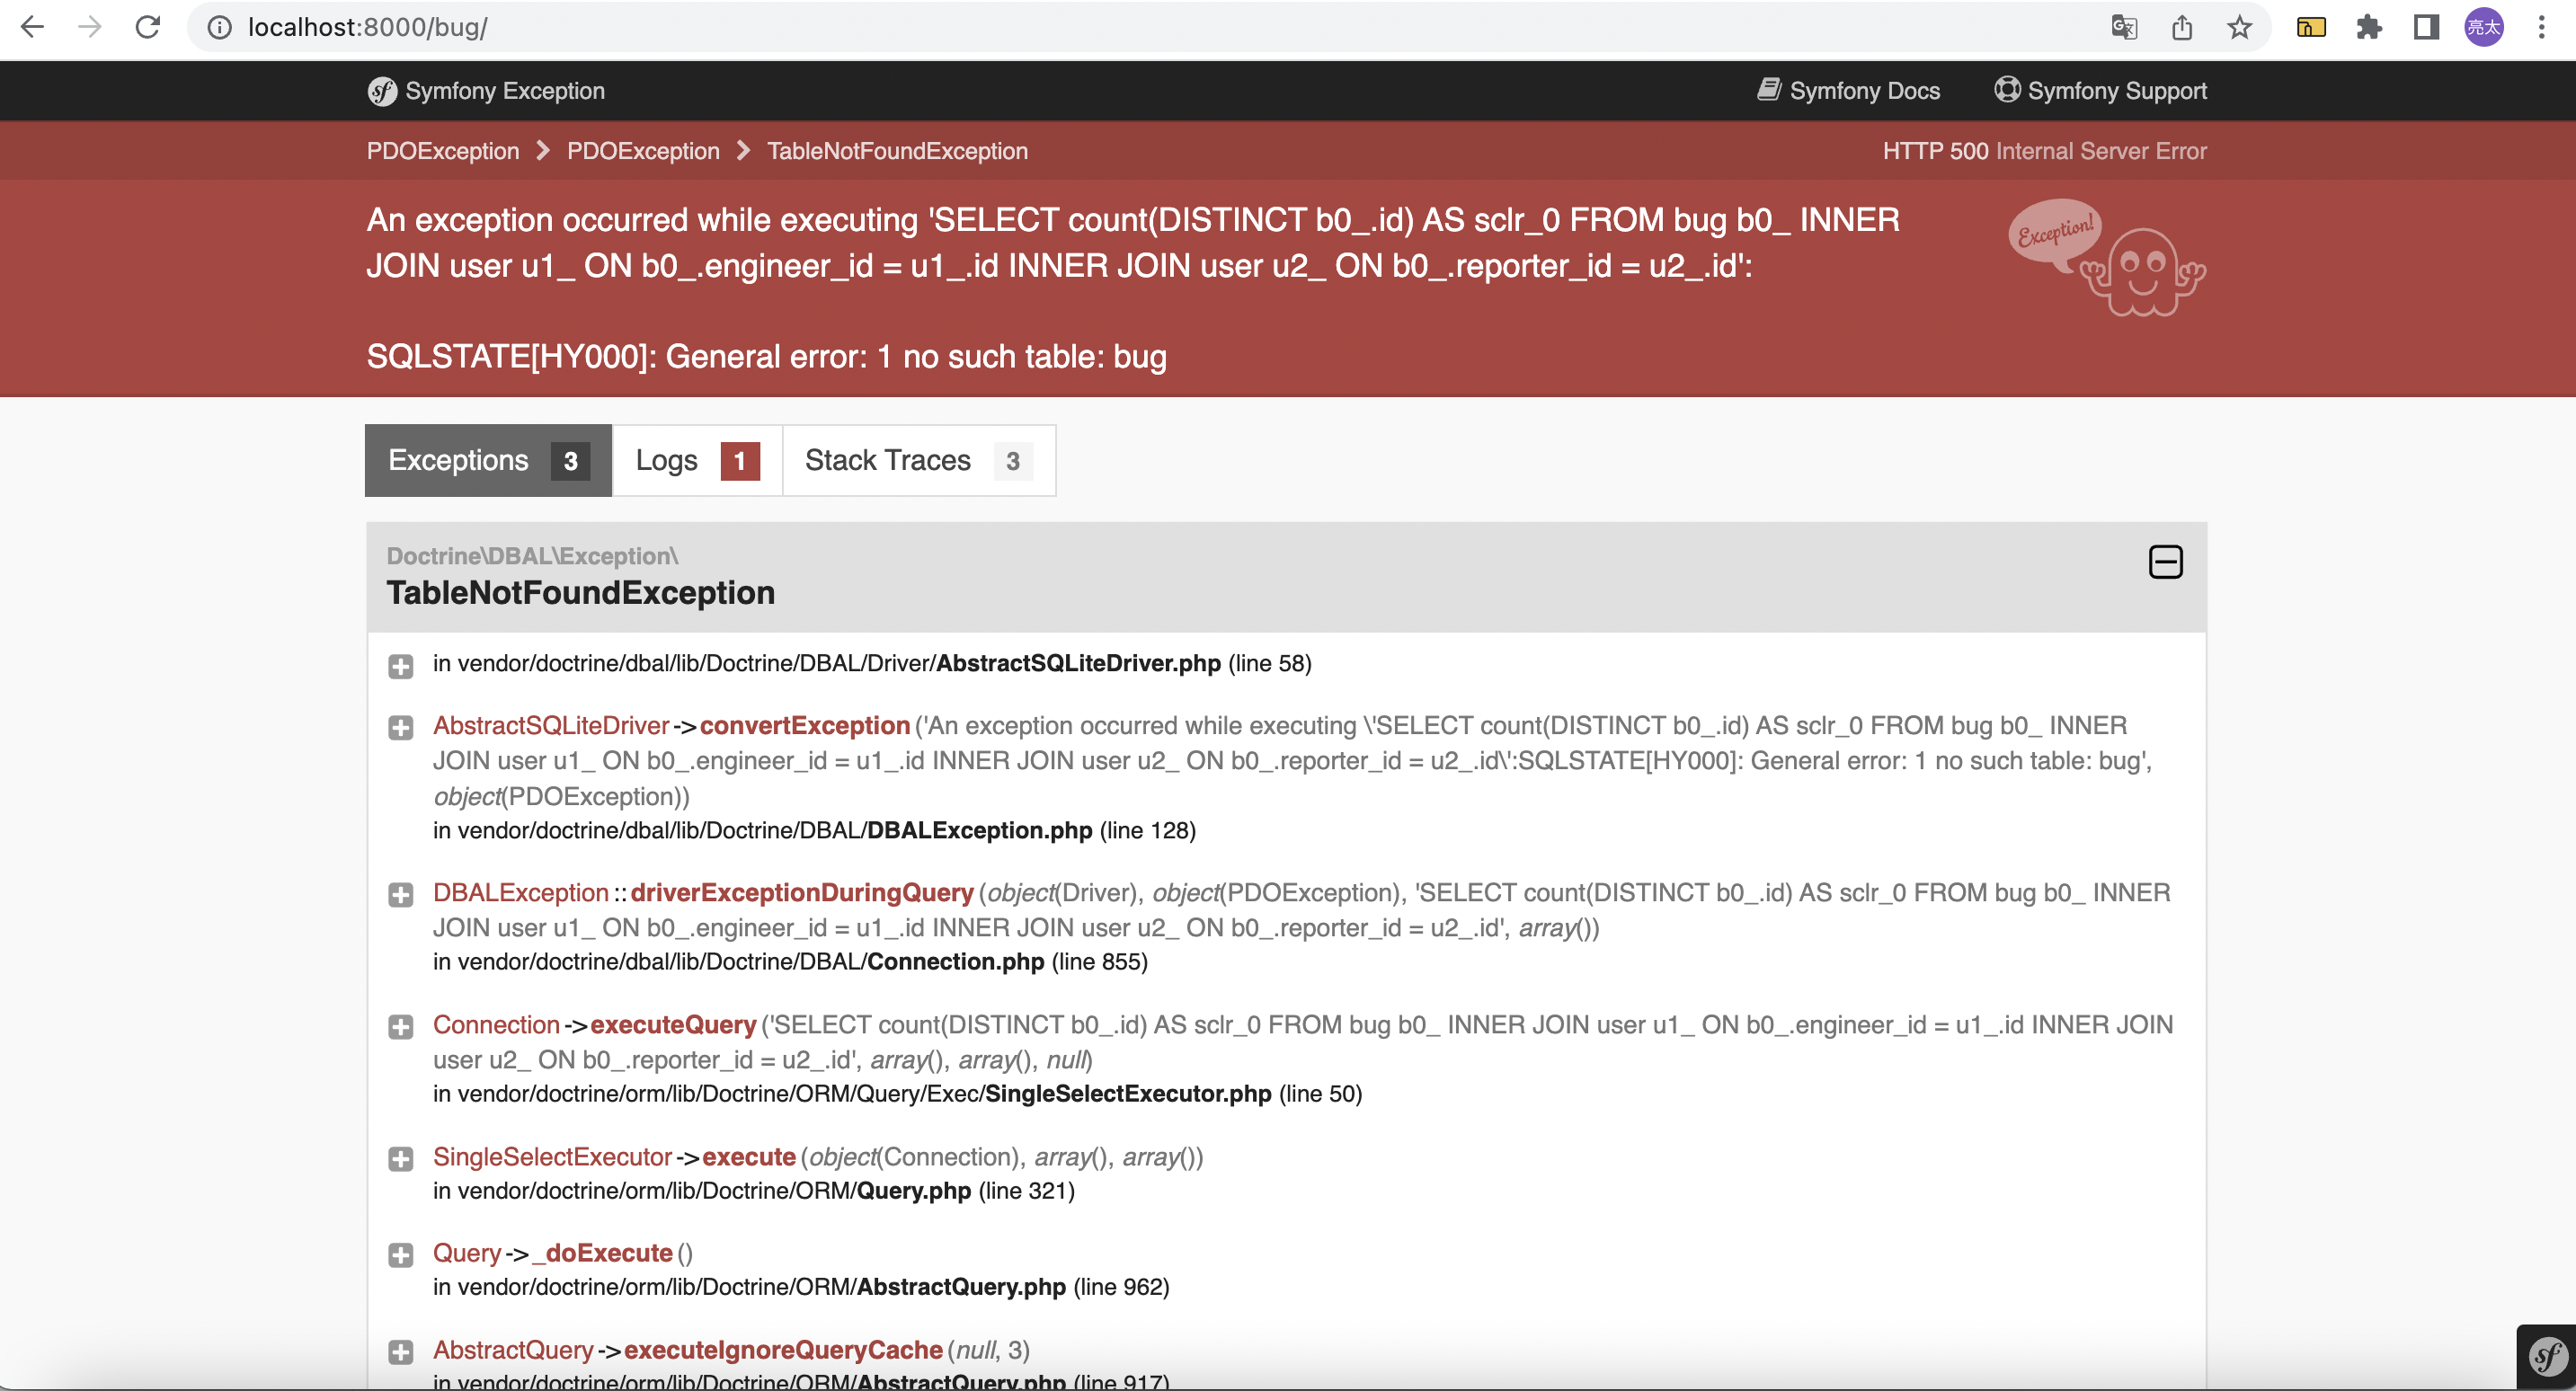 localhost:8000/bug/
亮太
Symfony Exception
Symfony Docs
Symfony Support
PDOException
PDOException
TableNotFoundException
HTTP 500 Internal Server Error
An exception occurred while executing 'SELECT count(DISTINCT b0_.id) AS sclr_0 FROM bug b0_ INNER
JOIN user u1_ ON b0_.engineer_id = u1_.id INNER JOIN user u2_ ON b0_.reporter_id = u2_.id':
Exception!
SQLSTATE[HY000]: General error: 1 no such table: bug
Exceptions 3
Logs 1
Stack Traces 3
Doctrine\DBAL\Exception\
TableNotFoundException
in vendor/doctrine/dbal/lib/Doctrine/DBAL/Driver/AbstractSQLiteDriver.php (line 58)
AbstractSQLiteDriver->convertException('An exception occurred while executing \'SELECT count(DISTINCT b0_.id) AS sclr_0 FROM bug b0_ INNER
JOIN user u1_ ON b0_.engineer_id = u1_.id INNER JOIN user u2_ ON b0_.reporter_id = u2_.id\':SQLSTATE[HY000]: General error: 1 no such table: bug',
object(PDOException))
in vendor/doctrine/dbal/lib/Doctrine/DBAL/DBALException.php (line 128)
DBALException::driverExceptionDuringQuery(object(Driver), object(PDOException), 'SELECT count(DISTINCT b0_.id) AS sclr_0 FROM bug b0_ INNER
JOIN user u1_ ON b0_.engineer_id = u1_.id INNER JOIN user u2_ ON b0_.reporter_id = u2_.id', array())
in vendor/doctrine/dbal/lib/Doctrine/DBAL/Connection.php (line 855)
Connection->executeQuery('SELECT count(DISTINCT b0_.id) AS sclr_0 FROM bug b0_ INNER JOIN user u1_ ON b0_.engineer_id = u1_.id INNER JOIN
user u2_ ON b0_.reporter_id = u2_.id', array(), array(), null)
in vendor/doctrine/orm/lib/Doctrine/ORM/Query/Exec/SingleSelectExecutor.php (line 50)
SingleSelectExecutor->execute(object(Connection), array(), array())
in vendor/doctrine/orm/lib/Doctrine/ORM/Query.php (line 321)
Query->_doExecute()
in vendor/doctrine/orm/lib/Doctrine/ORM/AbstractQuery.php (line 962)
AbstractQuery->executeIgnoreQueryCache(null, 3)
in vendor/doctrine/orm/lib/Doctrine/ORM/AbstractQuery.php (line 917)
sf